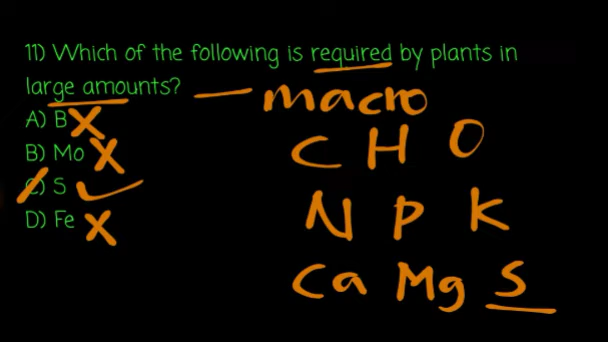 11) Which of the following is required by plants in
large amounts? — macro
A) B X
B) Mo X
C) S ✓
D) Fe X
C H O
N P K
Ca Mg S